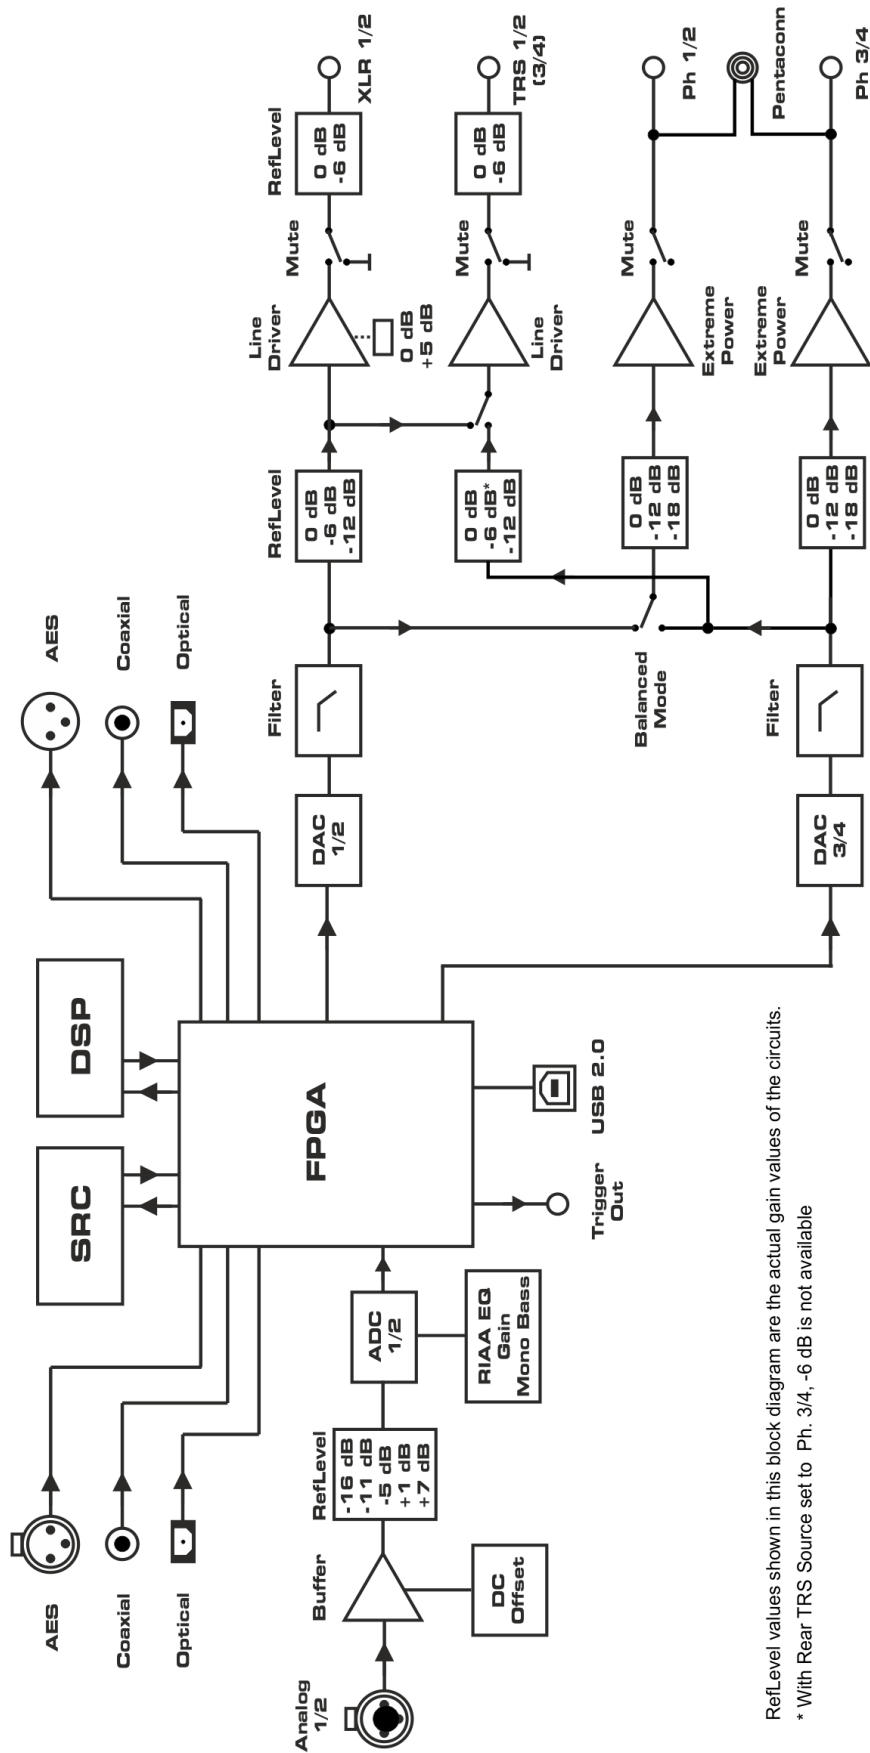 AES
Coaxial
Optical
Analog
1/2
Buffer
DC
Offset
RefLevel
-16 dB
-11 dB
-5 dB
+1 dB
+7 dB
ADC
1/2
RIAA EQ
Gain
Mono Bass
SRC
DSP
FPGA
Trigger
Out
USB 2.0
AES
Coaxial
Optical
DAC
1/2
Filter
RefLevel
0 dB
-6 dB
-12 dB
Line
Driver
0 dB
+5 dB
Mute
RefLevel
0 dB
-6 dB
XLR 1/2
0 dB
-6 dB*
-12 dB
Line
Driver
Mute
0 dB
-6 dB
TRS 1/2
(3/4)
Balanced
Mode
0 dB
-12 dB
-18 dB
Extreme
Power
Mute
Ph 1/2
Pentaconn
DAC
3/4
Filter
0 dB
-12 dB
-18 dB
Extreme
Power
Mute
Ph 3/4
RefLevel values shown in this block diagram are the actual gain values of the circuits.
* With Rear TRS Source set to Ph. 3/4, -6 dB is not available